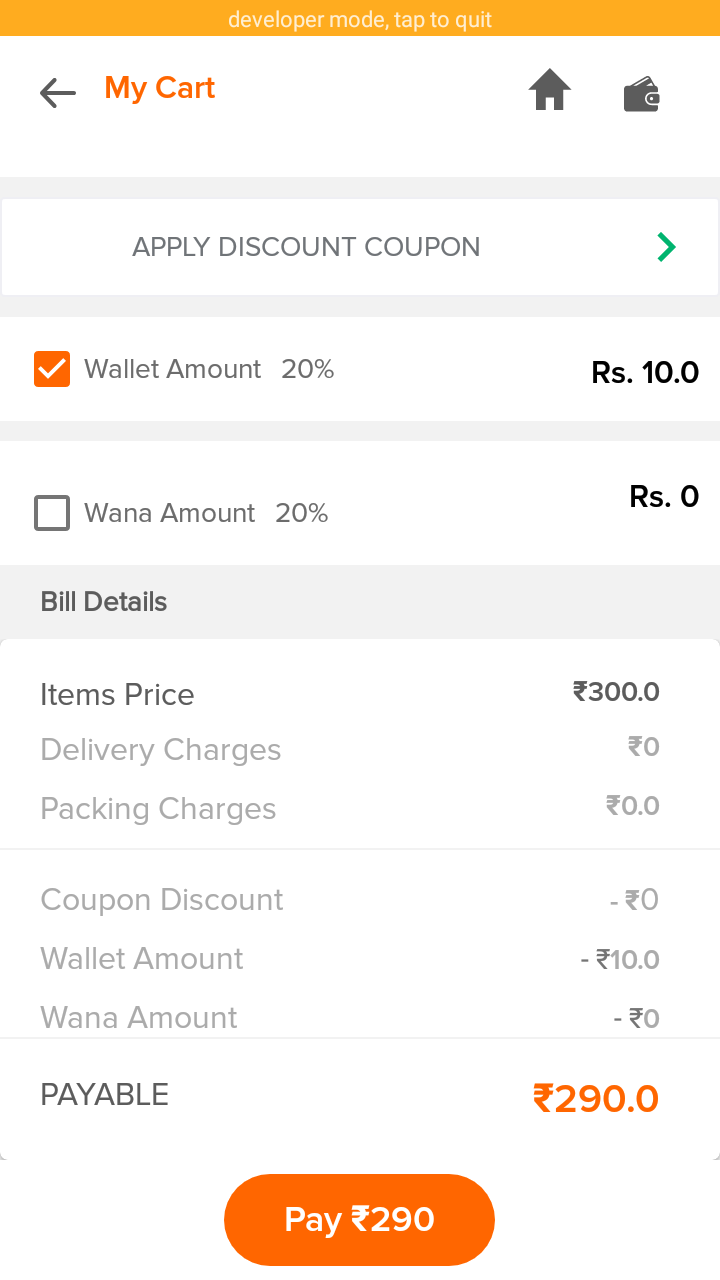 developer mode, tap to quit
My Cart
APPLY DISCOUNT COUPON
Wallet Amount 20% Rs. 10.0
Wana Amount 20% Rs. 0
Bill Details
Items Price ₹300.0
Delivery Charges ₹0
Packing Charges ₹0.0
Coupon Discount - ₹0
Wallet Amount - ₹10.0
Wana Amount - ₹0
PAYABLE ₹290.0
Pay ₹290